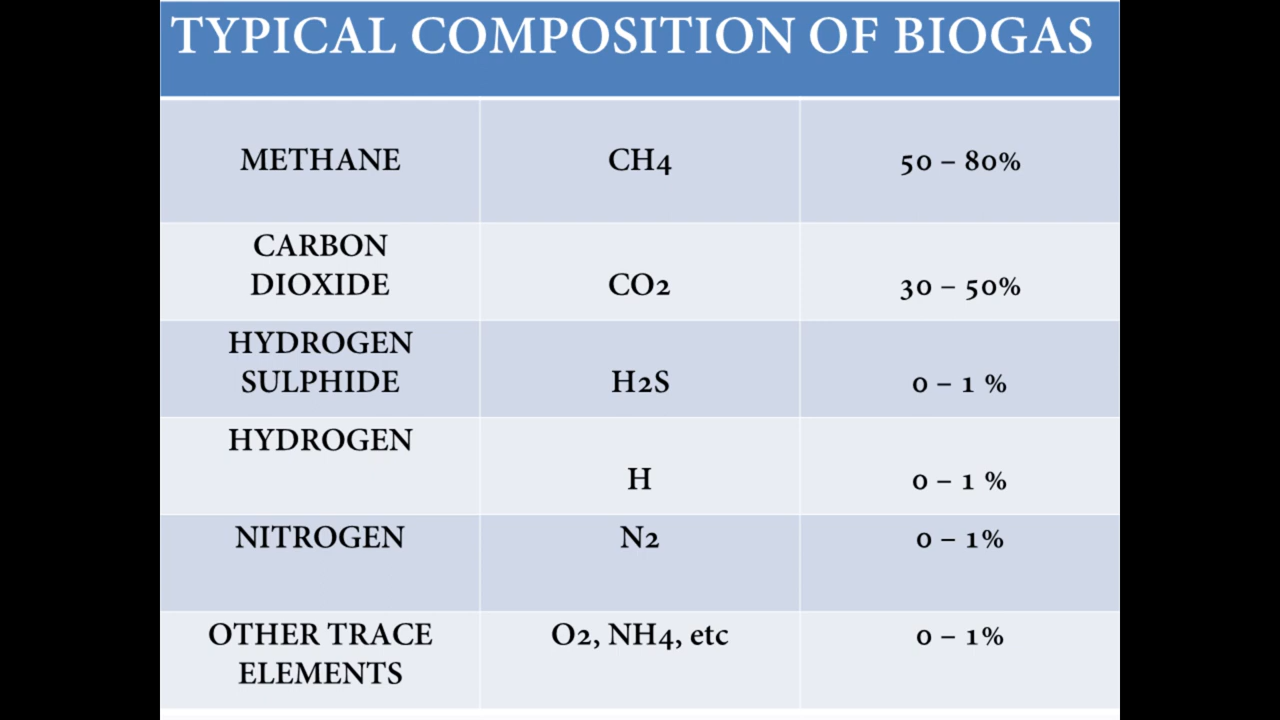 TYPICAL COMPOSITION OF BIOGAS
METHANE CH4 50 – 80%
CARBON
DIOXIDE CO2 30 – 50%
HYDROGEN
SULPHIDE H2S 0 – 1 %
HYDROGEN
H 0 – 1 %
NITROGEN N2 0 – 1%
OTHER TRACE O2, NH4, etc 0 – 1%
ELEMENTS